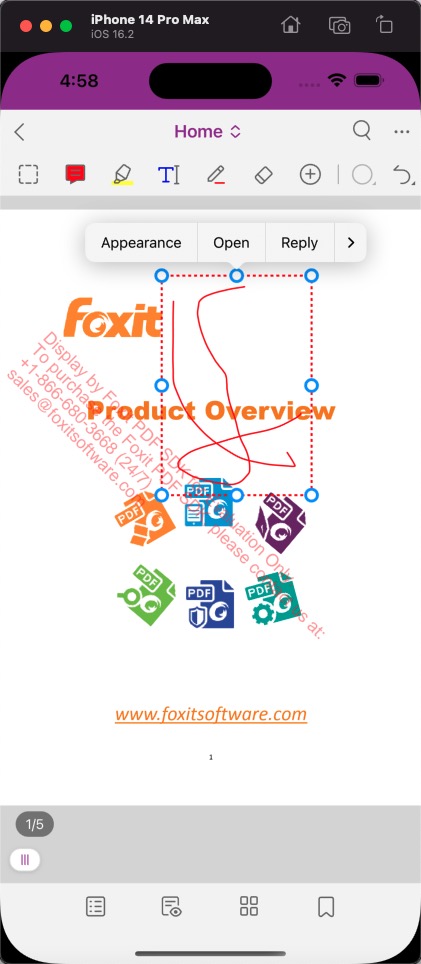 iPhone 14 Pro Max
iOS 16.2
4:58
Home
T
Appearance
Open
Reply
Foxit
Display by Foxit PDF SDK Evaluation Only.
To purchase the Foxit PDF SDK, please contact us at:
+1-866-680-3668 (24/7)
sales@foxitsoftware.com
Product Overview
PDF
PDF
PDF
PDF
PDF
PDF
www.foxitsoftware.com
1
1/5